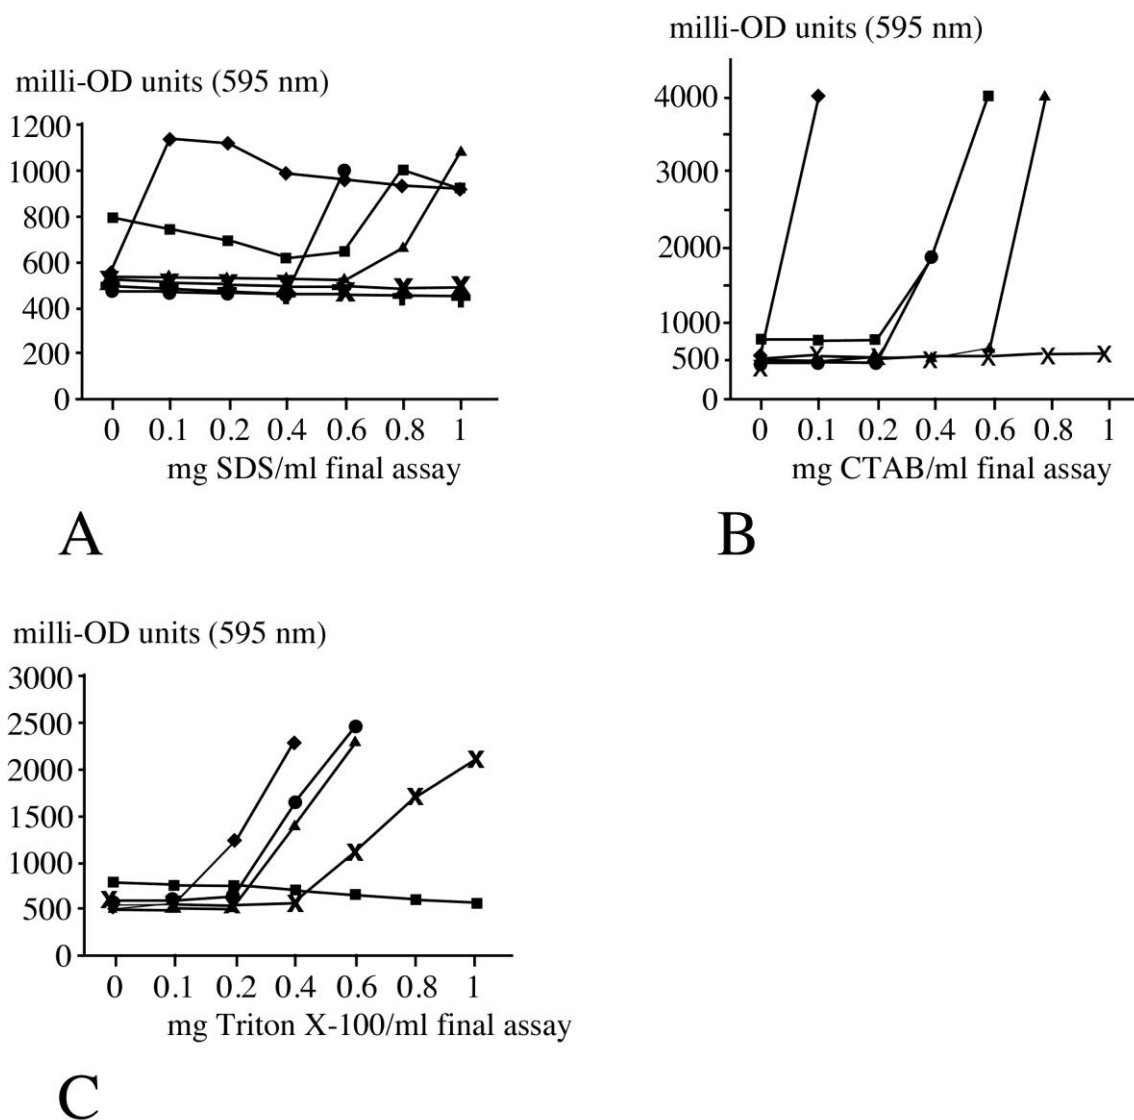 milli-OD units (595 nm)
1200
1000
800
600
400
200
0
0 0.1 0.2 0.4 0.6 0.8 1
mg SDS/ml final assay
A
milli-OD units (595 nm)
4000
3000
2000
1000
500
0
0 0.1 0.2 0.4 0.6 0.8 1
mg CTAB/ml final assay
B
milli-OD units (595 nm)
3000
2500
2000
1500
1000
500
0
0 0.1 0.2 0.4 0.6 0.8 1
mg Triton X-100/ml final assay
C